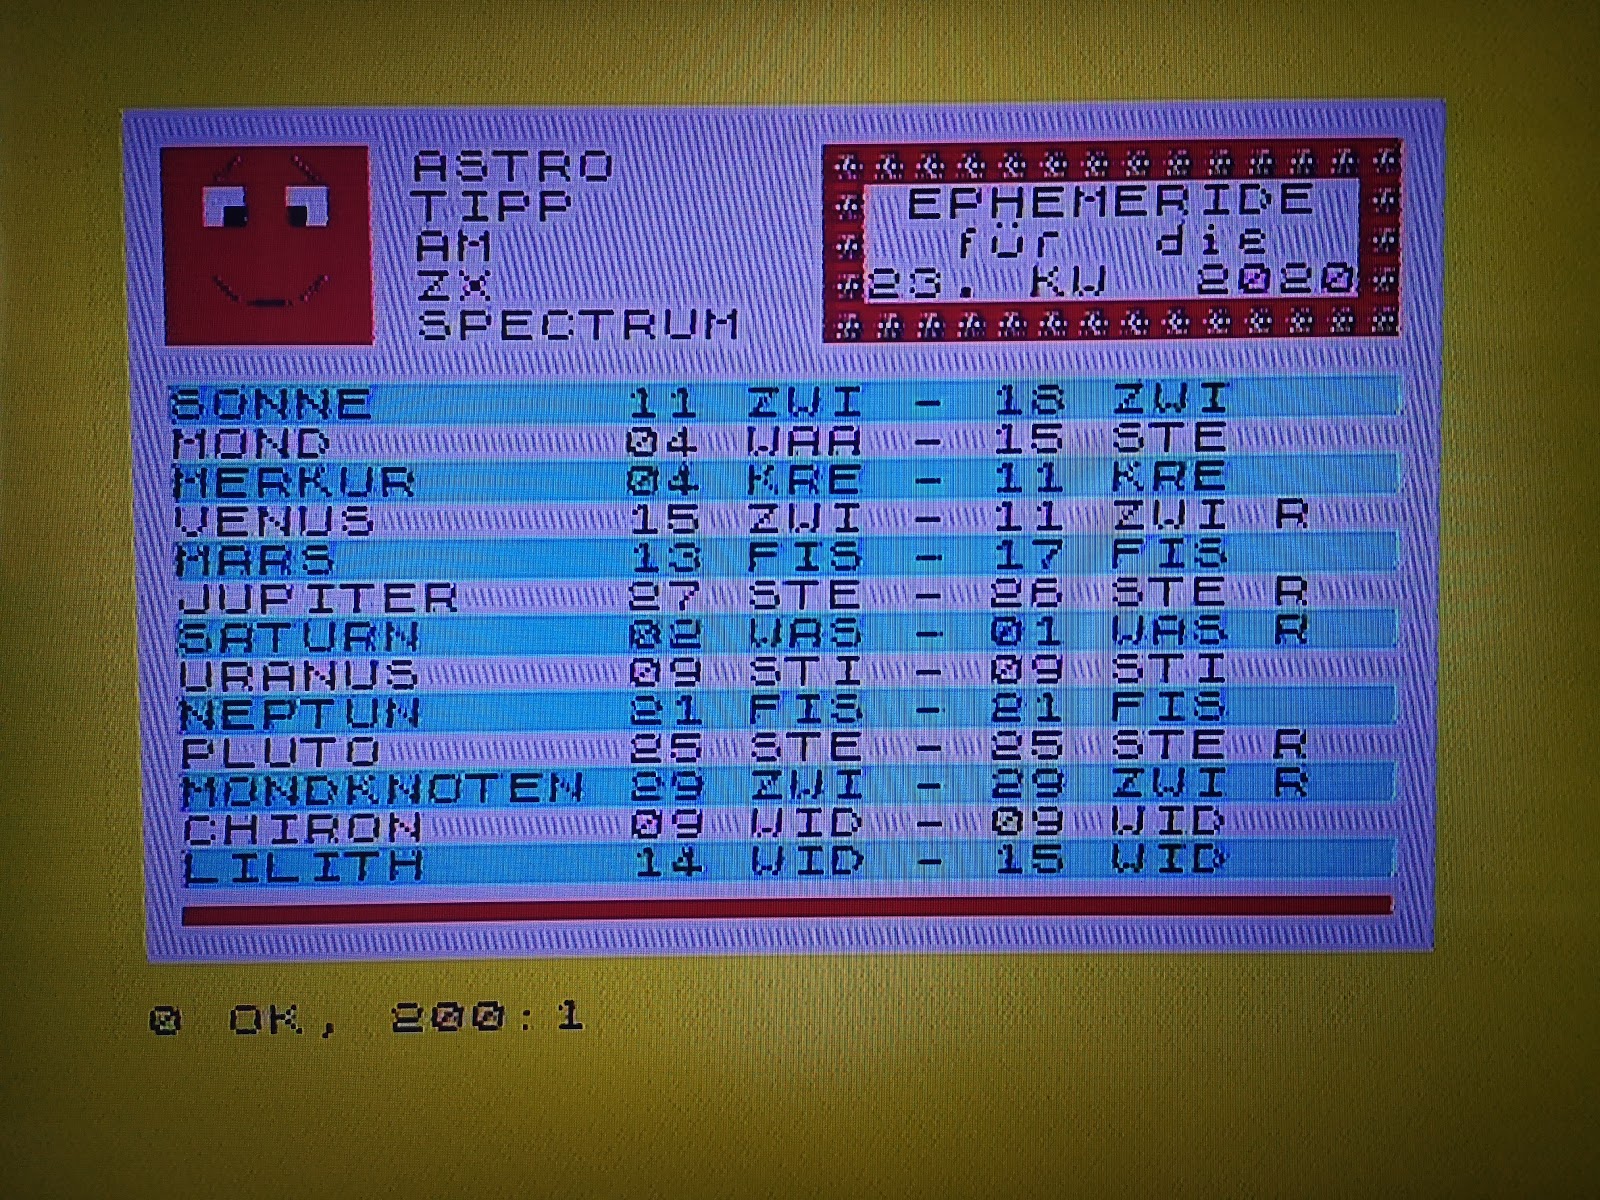 ASTRO
TIPP
AM
ZX
SPECTRUM
EPHEMERIDE
für die
23. KW 2020
SONNE 11 ZWI - 18 ZWI
MOND 04 WAA - 15 STE
MERKUR 04 KRE - 11 KRE
VENUS 15 ZWI - 11 ZWI R
MARS 13 FIS - 17 FIS
JUPITER 27 STE - 26 STE R
SATURN 02 WAS - 01 WAS R
URANUS 09 STI - 09 STI
NEPTUN 21 FIS - 21 FIS
PLUTO 25 STE - 25 STE R
MONDKNOTEN 29 ZWI - 29 ZWI R
CHIRON 09 WID - 09 WID
LILITH 14 WID - 15 WID
0 OK, 200:1